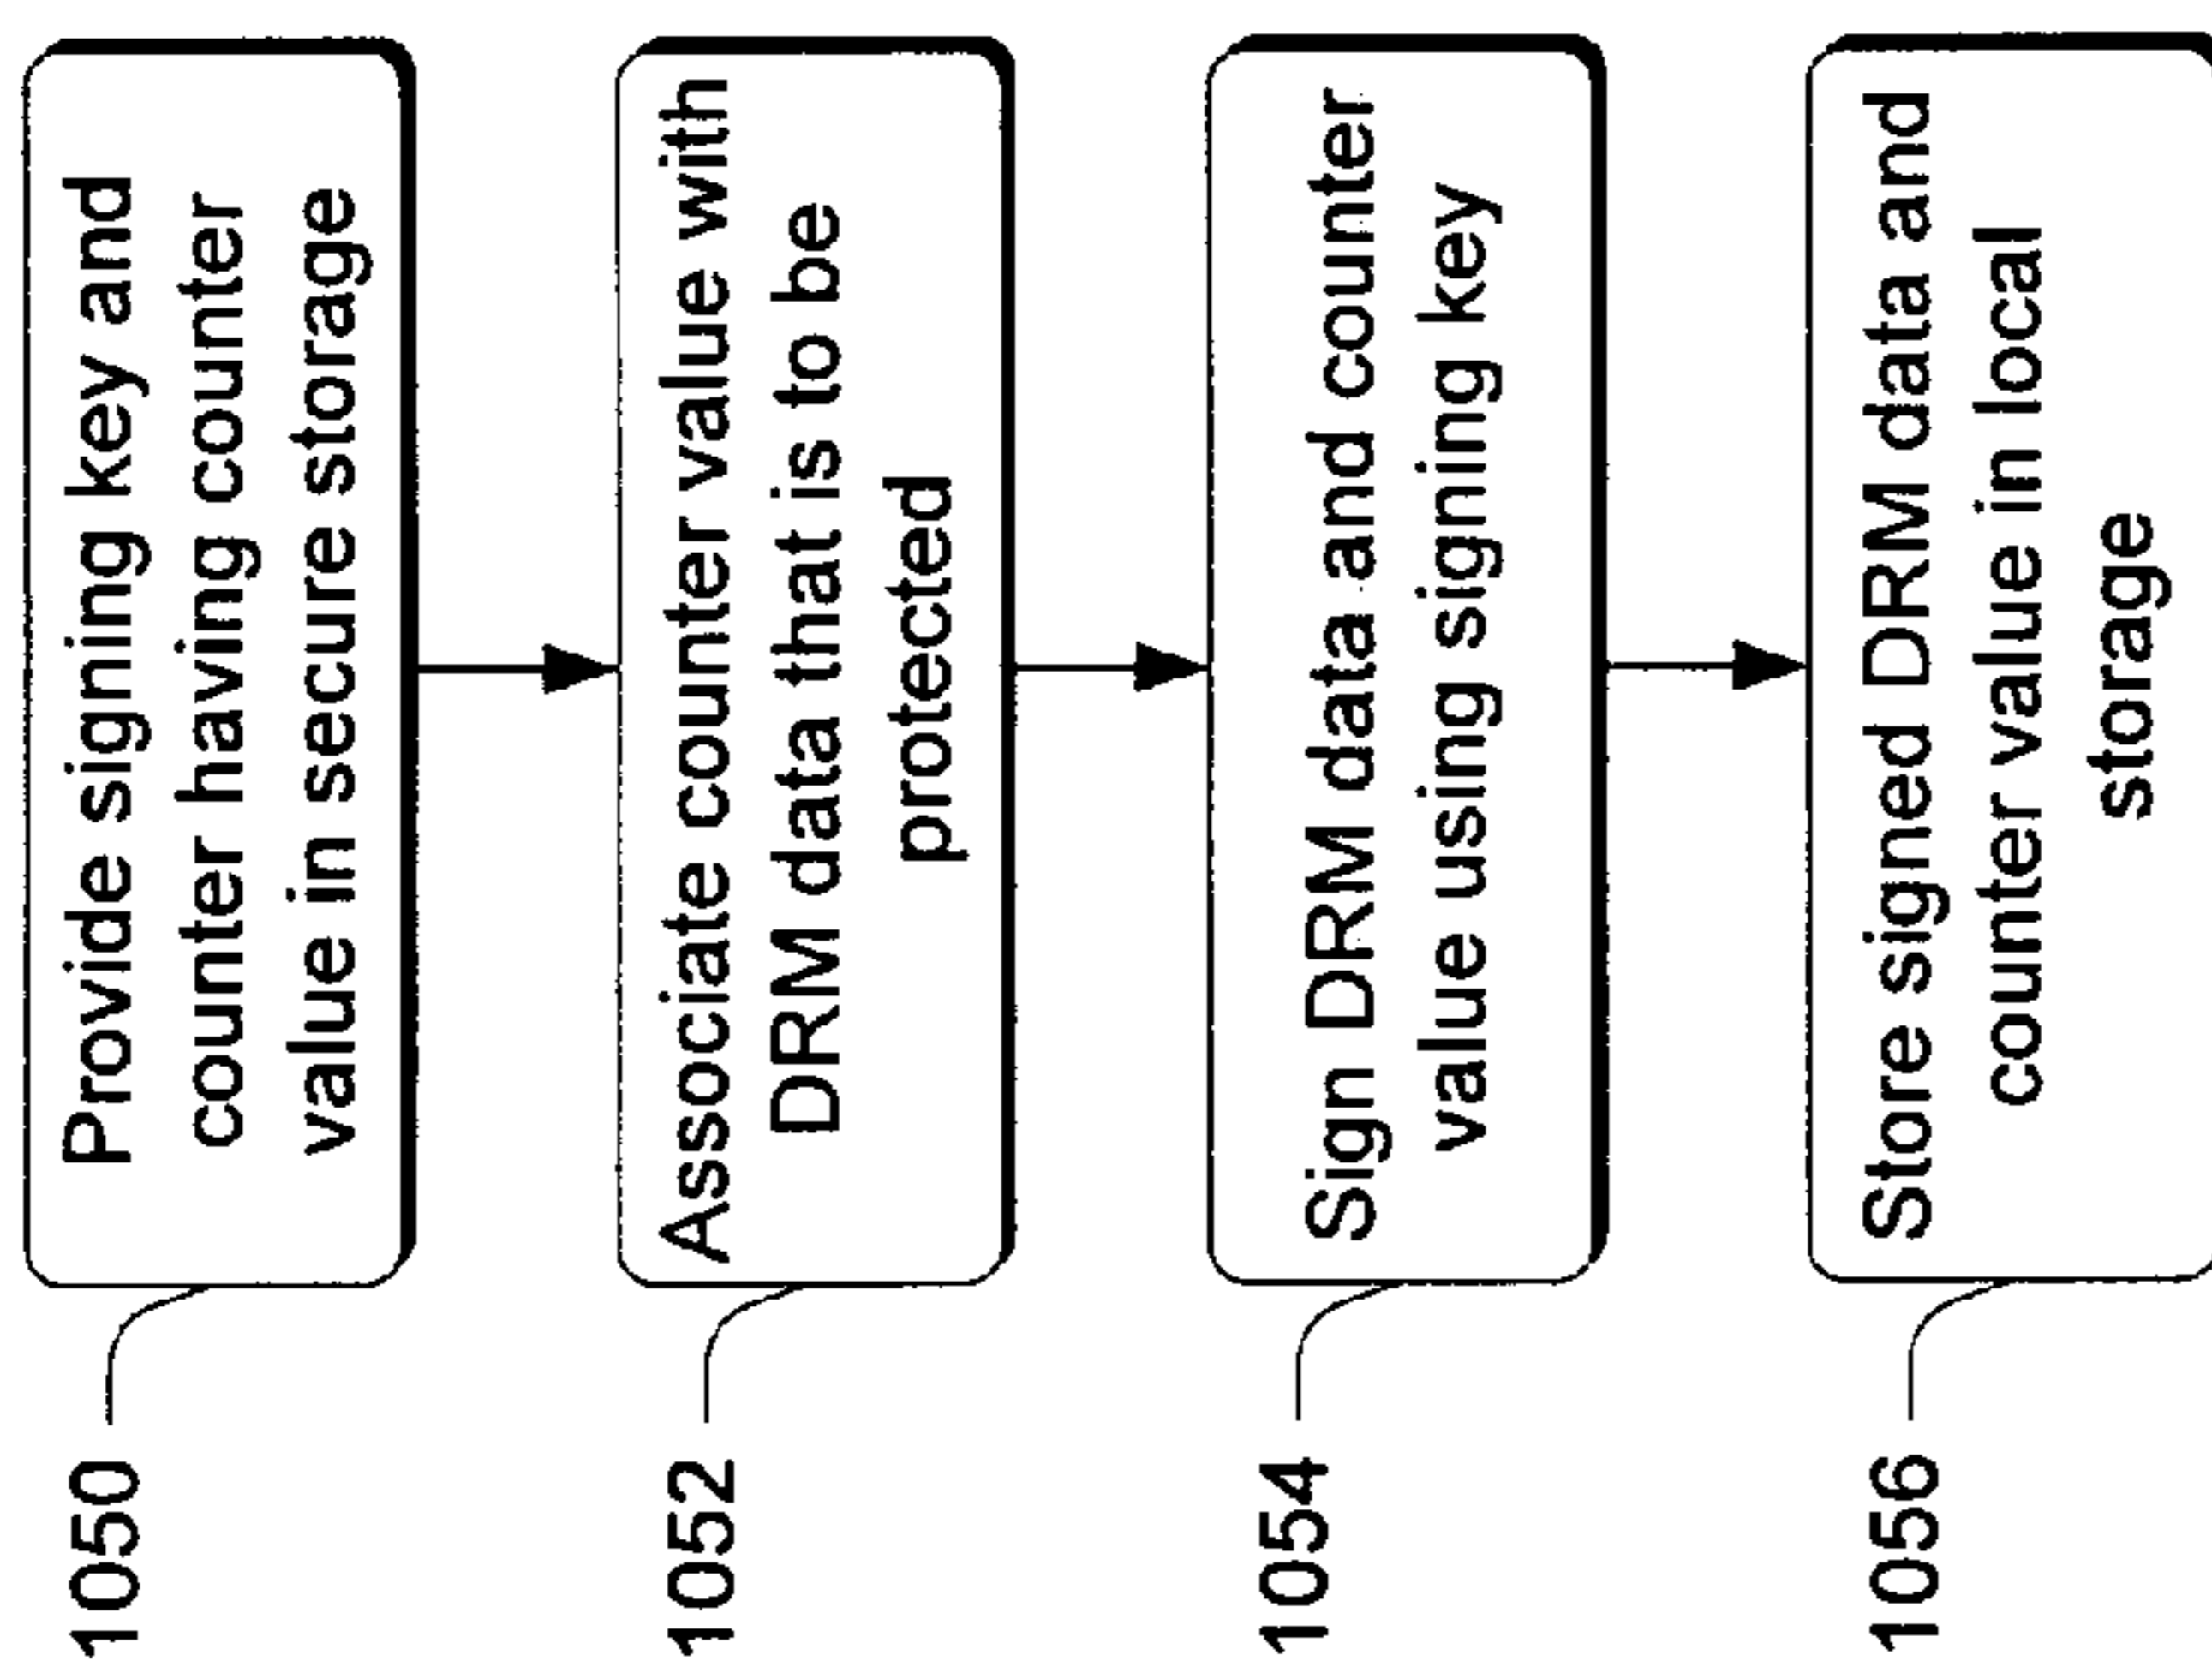 1050
Provide signing key and
counter having counter
value in secure storage
1052
Associate counter value with
DRM data that is to be
protected
1054
Sign DRM data and counter
value using signing key
1056
Store signed DRM data and
counter value in local
storage